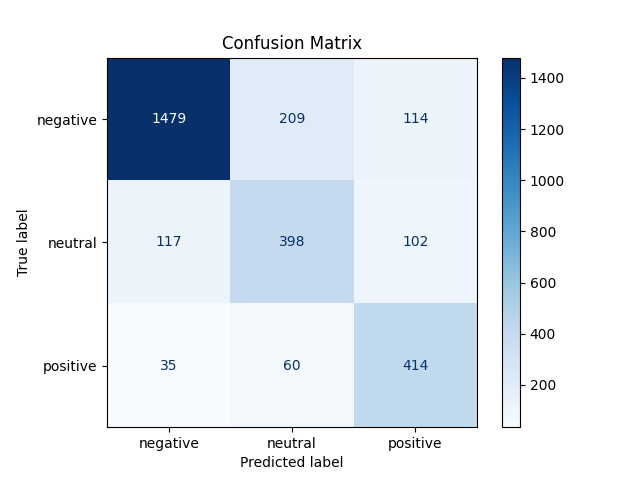 Confusion Matrix
True label
negative
neutral
positive
1479 209 114
117 398 102
35 60 414
negative neutral positive
Predicted label
1400
1200
1000
800
600
400
200